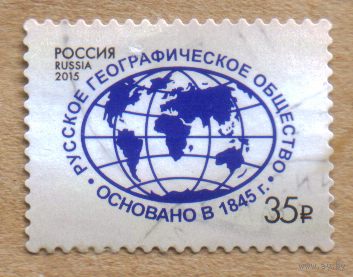 РОССИЯ
RUSSIA
2015
РУССКОЕ ГЕОГРАФИЧЕСКОЕ ОБЩЕСТВО
• ОСНОВАНО В 1845 г. •
35₽